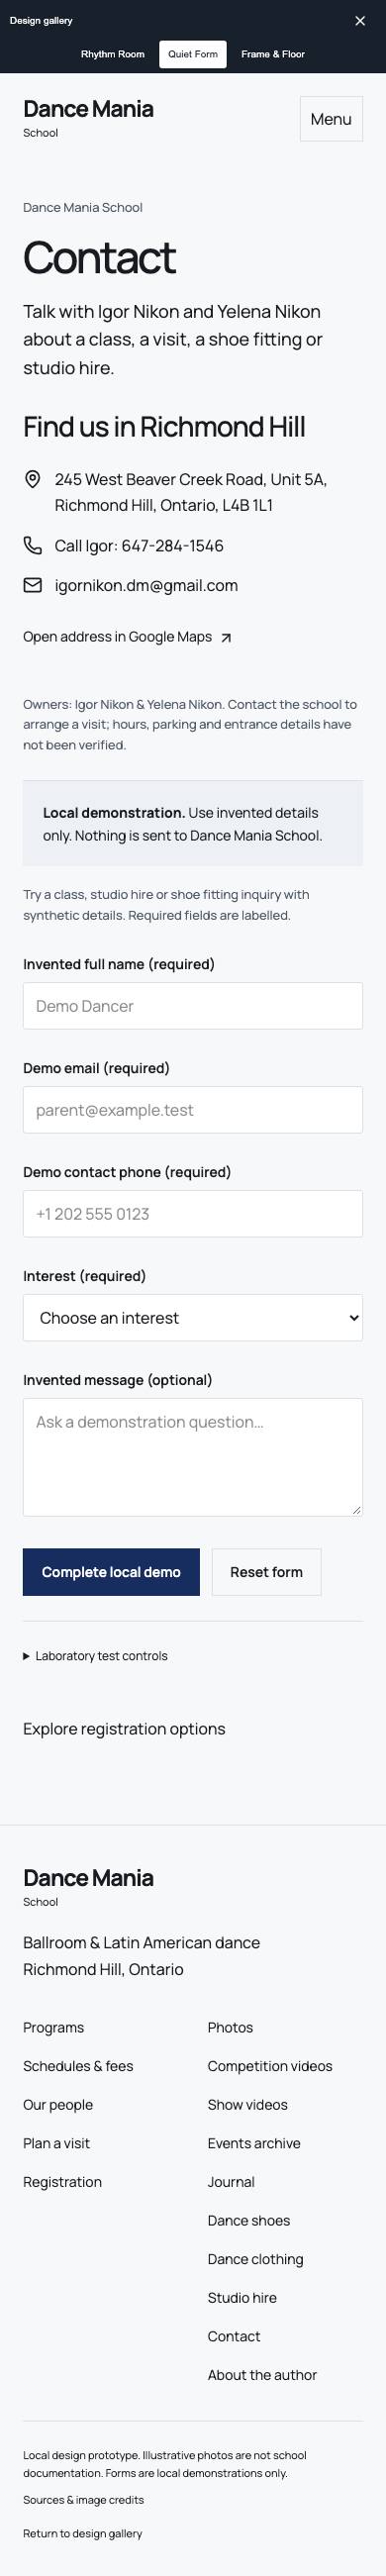 Design gallery
Rhythm Room Quiet Form Frame & Floor
Dance Mania
School
Menu
Dance Mania School
Contact
Talk with Igor Nikon and Yelena Nikon
about a class, a visit, a shoe fitting or
studio hire.
Find us in Richmond Hill
245 West Beaver Creek Road, Unit 5A,
Richmond Hill, Ontario, L4B 1L1
Call Igor: 647-284-1546
igornikon.dm@gmail.com
Open address in Google Maps
Owners: Igor Nikon & Yelena Nikon. Contact the school to
arrange a visit; hours, parking and entrance details have
not been verified.
Local demonstration. Use invented details
only. Nothing is sent to Dance Mania School.
Try a class, studio hire or shoe fitting inquiry with
synthetic details. Required fields are labelled.
Invented full name (required)
Demo Dancer
Demo email (required)
parent@example.test
Demo contact phone (required)
+1 202 555 0123
Interest (required)
Choose an interest
Invented message (optional)
Ask a demonstration question...
Complete local demo Reset form
Laboratory test controls
Explore registration options
Dance Mania
School
Ballroom & Latin American dance
Richmond Hill, Ontario
Programs
Schedules & fees
Our people
Plan a visit
Registration
Photos
Competition videos
Show videos
Events archive
Journal
Dance shoes
Dance clothing
Studio hire
Contact
About the author
Local design prototype. Illustrative photos are not school
documentation. Forms are local demonstrations only.
Sources & image credits
Return to design gallery